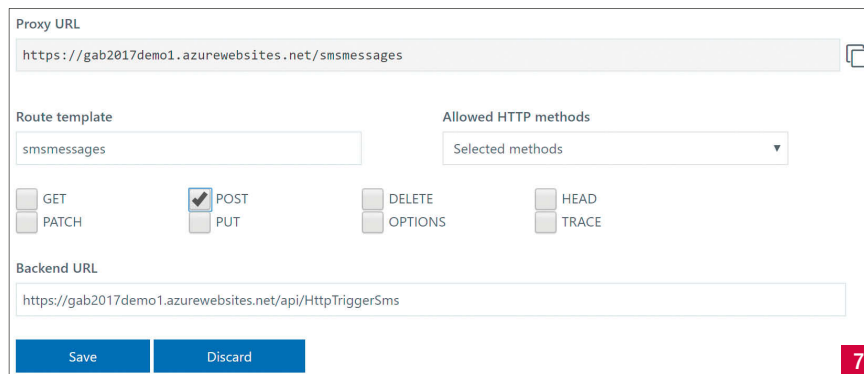 Proxy URL
https://gab2017demo1.azurewebsites.net/smsmessages
Route template
Allowed HTTP methods
smsmessages
Selected methods
GET
POST
DELETE
HEAD
PATCH
PUT
OPTIONS
TRACE
Backend URL
https://gab2017demo1.azurewebsites.net/api/HttpTriggerSms
Save
Discard
7